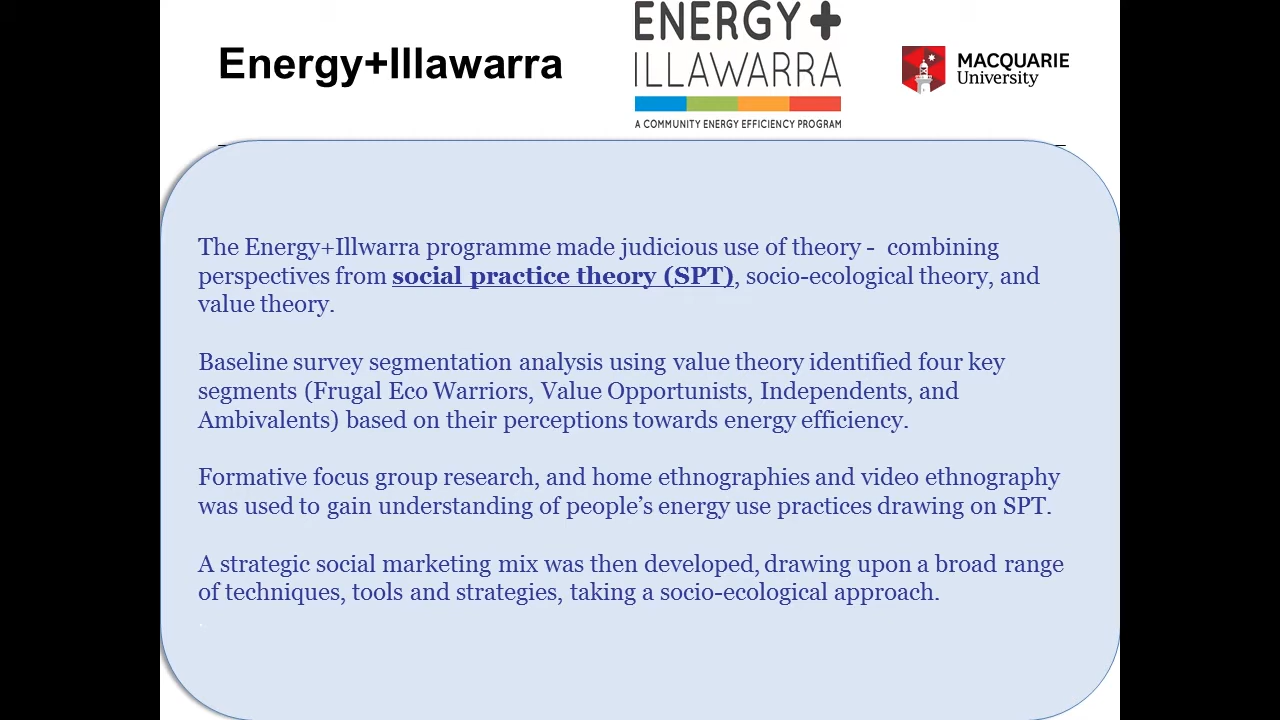 Energy+Illawarra
ENERGY+
ILLAWARRA
A COMMUNITY ENERGY EFFICIENCY PROGRAM
MACQUARIE
University
The Energy+Illwarra programme made judicious use of theory -  combining
perspectives from social practice theory (SPT), socio-ecological theory, and
value theory.
Baseline survey segmentation analysis using value theory identified four key
segments (Frugal Eco Warriors, Value Opportunists, Independents, and
Ambivalents) based on their perceptions towards energy efficiency.
Formative focus group research, and home ethnographies and video ethnography
was used to gain understanding of people’s energy use practices drawing on SPT.
A strategic social marketing mix was then developed, drawing upon a broad range
of techniques, tools and strategies, taking a socio-ecological approach.
.